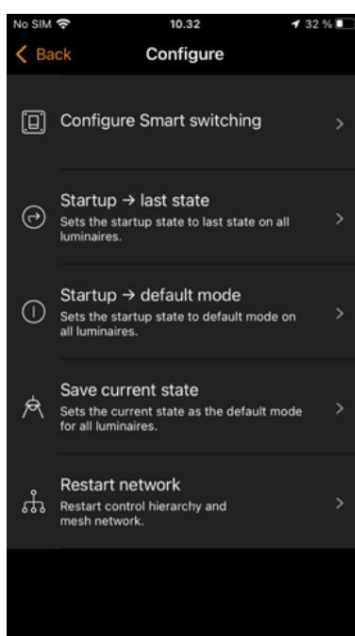 No SIM 10.32 32 %
Back Configure
Configure Smart switching
Startup → last state
Sets the startup state to last state on all
luminaires.
Startup → default mode
Sets the startup state to default mode on
all luminaires.
Save current state
Sets the current state as the default mode
for all luminaires.
Restart network
Restart control hierarchy and
mesh network.